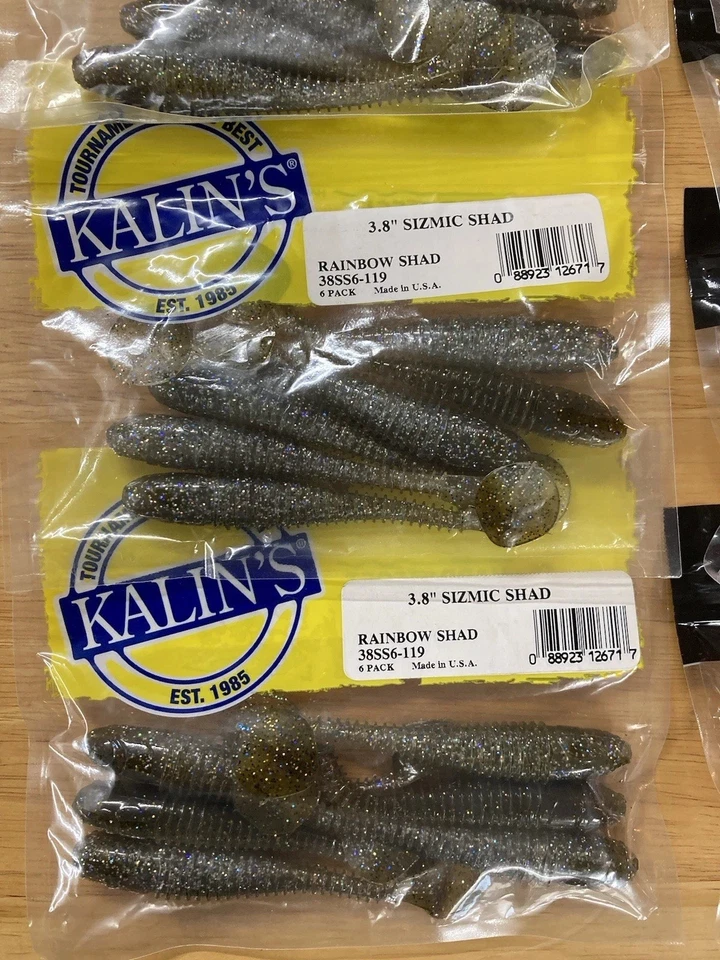 TOURNAM BEST
KALIN'S®
EST. 1985
3.8" SIZMIC SHAD
RAINBOW SHAD
38SS6-119
6 PACK Made in U.S.A.
0 88923 12671 7
TOURNAM
KALIN'S®
EST. 1985
3.8" SIZMIC SHAD
RAINBOW SHAD
38SS6-119
6 PACK Made in U.S.A.
0 88923 12671 7